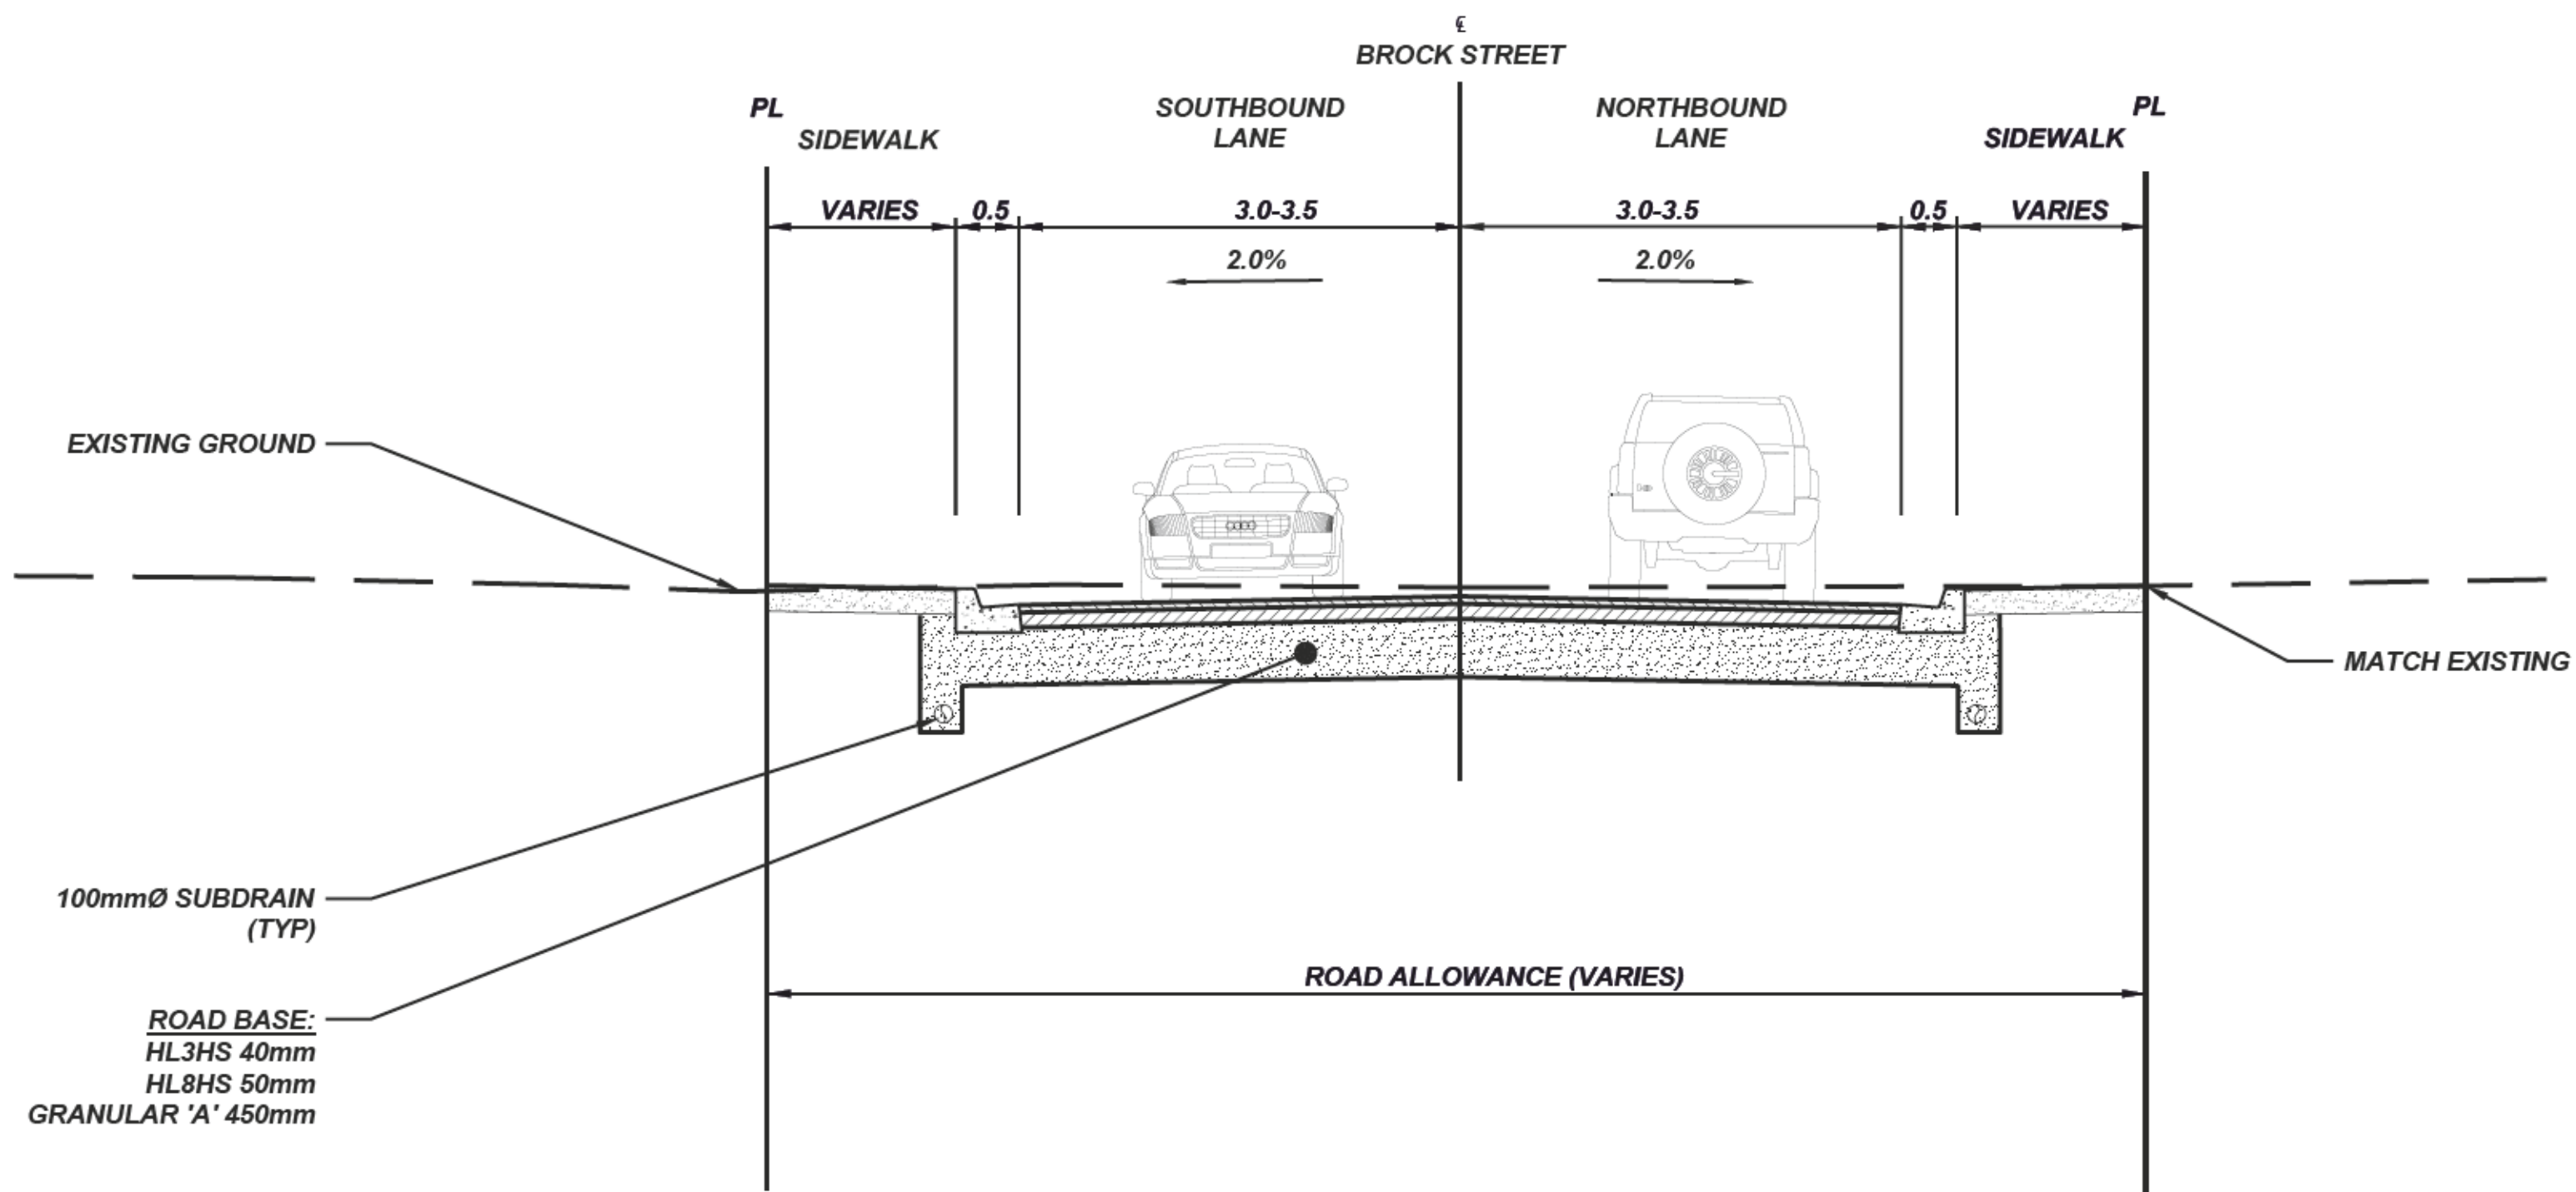 ℄
BROCK STREET
PL
SIDEWALK
SOUTHBOUND
LANE
NORTHBOUND
LANE
PL
SIDEWALK
VARIES 0.5 3.0-3.5 3.0-3.5 0.5 VARIES
2.0% 2.0%
EXISTING GROUND
MATCH EXISTING
100mmØ SUBDRAIN
(TYP)
ROAD ALLOWANCE (VARIES)
ROAD BASE:
HL3HS 40mm
HL8HS 50mm
GRANULAR 'A' 450mm